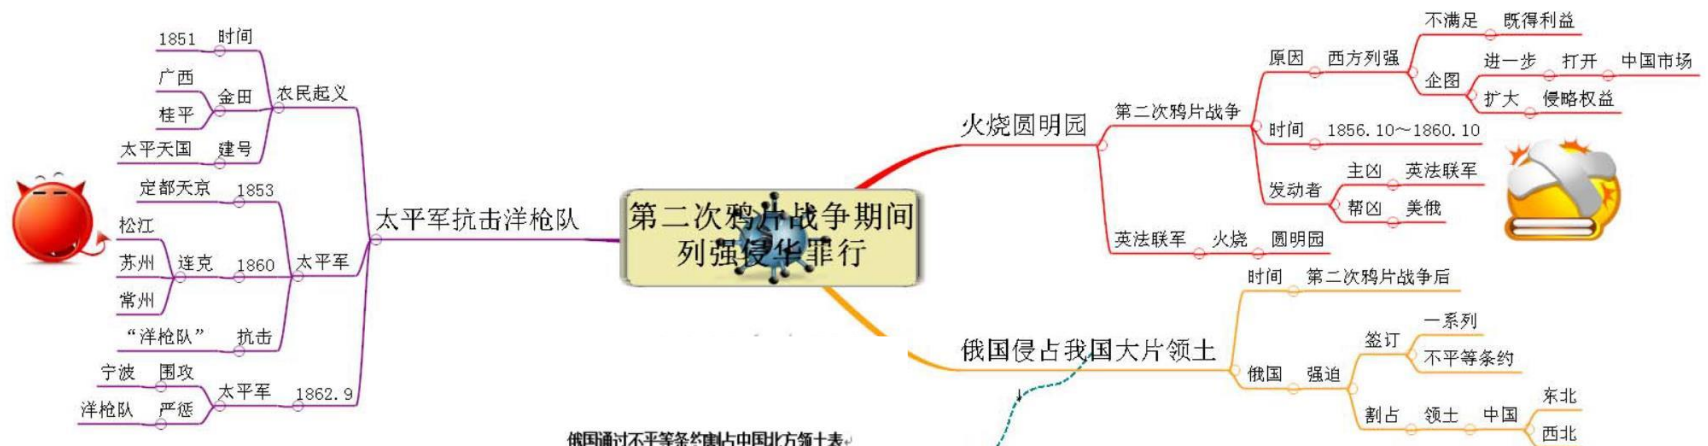 第二次鸦片战争期间
列强侵华罪行
火烧圆明园
第二次鸦片战争
原因
西方列强
不满足
既得利益
企图
进一步
打开
中国市场
扩大
侵略权益
时间
1856.10～1860.10
发动者
主凶
英法联军
帮凶
美俄
英法联军
火烧
圆明园
俄国侵占我国大片领土
时间
第二次鸦片战争后
俄国
强迫
签订
一系列
不平等条约
割占
领土
中国
东北
西北
太平军抗击洋枪队
农民起义
时间
1851
金田
广西
桂平
建号
太平天国
太平军
1853
定都天京
1860
连克
松江
苏州
常州
抗击
“洋枪队”
1862.9
太平军
围攻
宁波
严惩
洋枪队
俄国通过不平等条约割占中国北方领土表